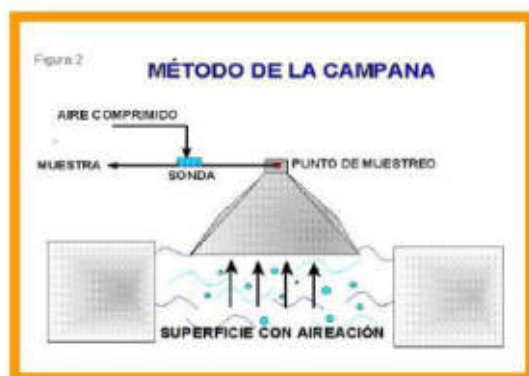 Figura 2
MÉTODO DE LA CAMPANA
AIRE COMPRIMIDO
MUESTRA
SONDA
PUNTO DE MUESTREO
SUPERFICIE CON AIREACIÓN